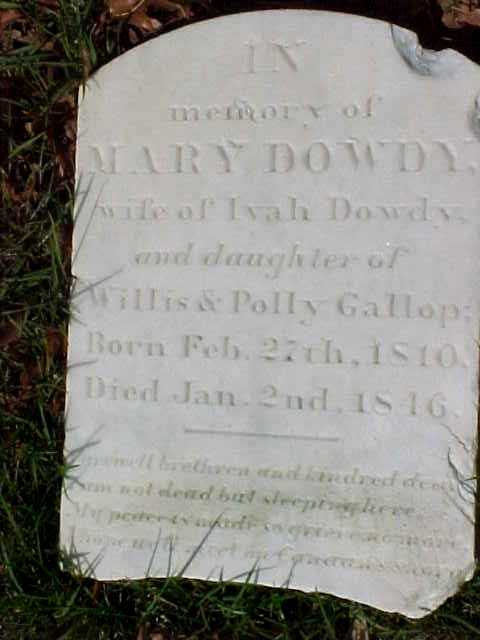 IN
memory of
MARY DOWDY,
wife of Ivah Dowdy,
and daughter of
Willis & Polly Gallop;
Born Feb. 27th, 1810.
Died Jan. 2nd, 1846.
brethren and kindred dear
am not dead but sleeping here
My peace is made